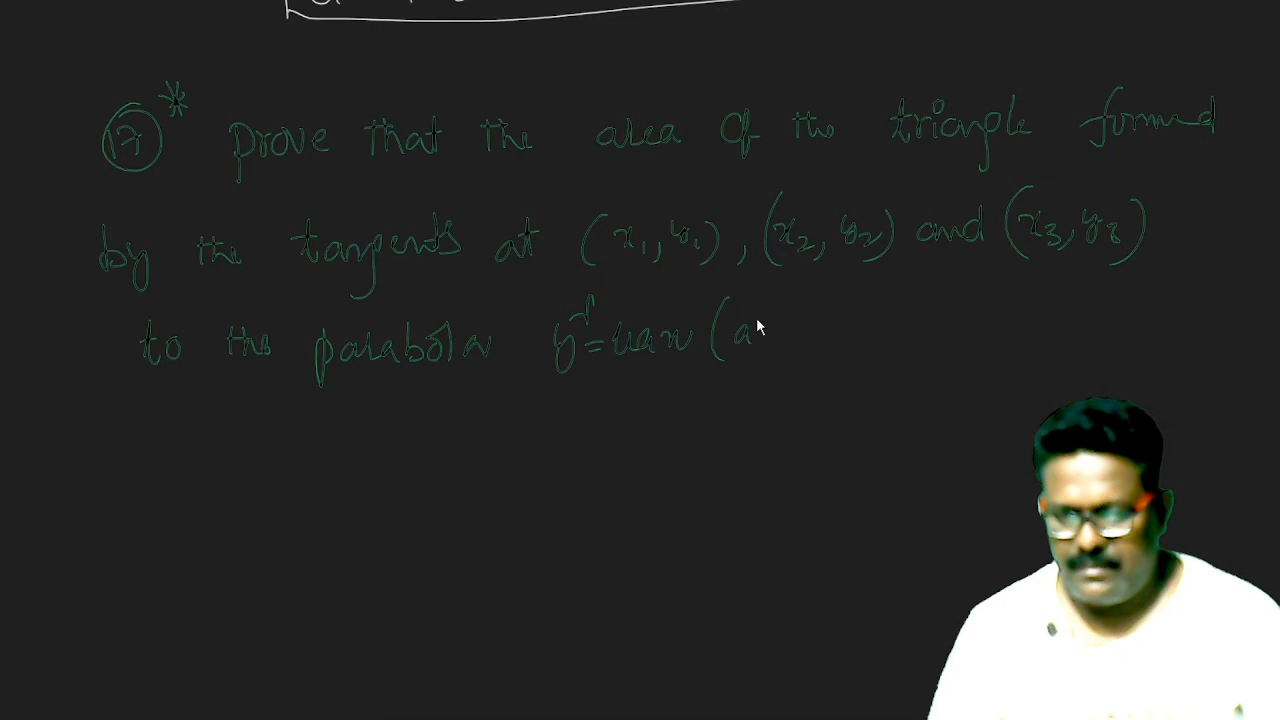 17* prove that the area of the triangle formed
by the tangents at (x₁, y₁), (x₂, y₂) and (x₃, y₃)
to the parabola y²=4ax (a